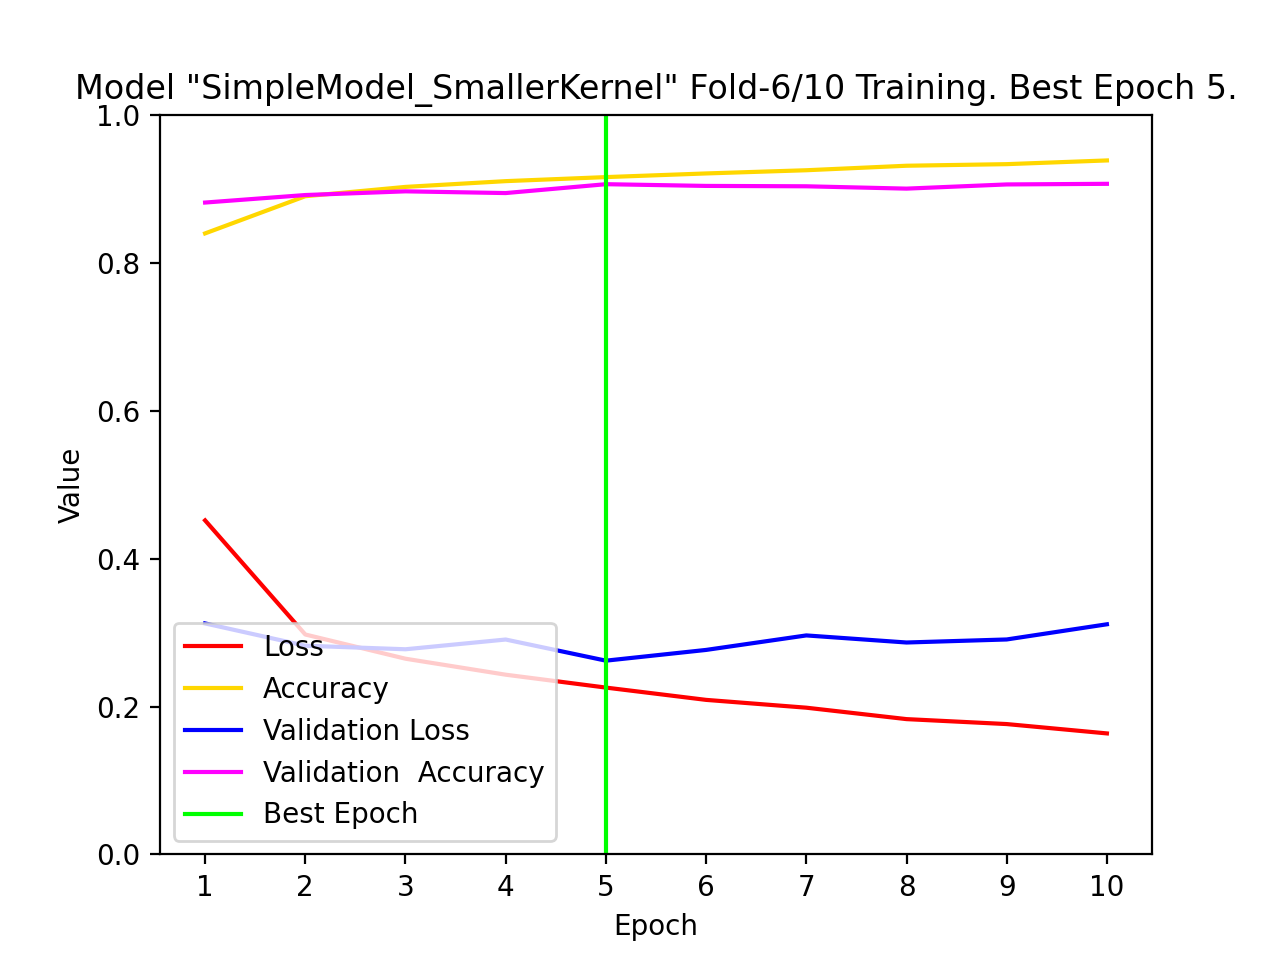 Model "SimpleModel_SmallerKernel" Fold-6/10 Training. Best Epoch 5.
1.0
0.8
0.6
0.4
0.2
0.0
Value
Loss
Accuracy
Validation Loss
Validation  Accuracy
Best Epoch
1 2 3 4 5 6 7 8 9 10
Epoch